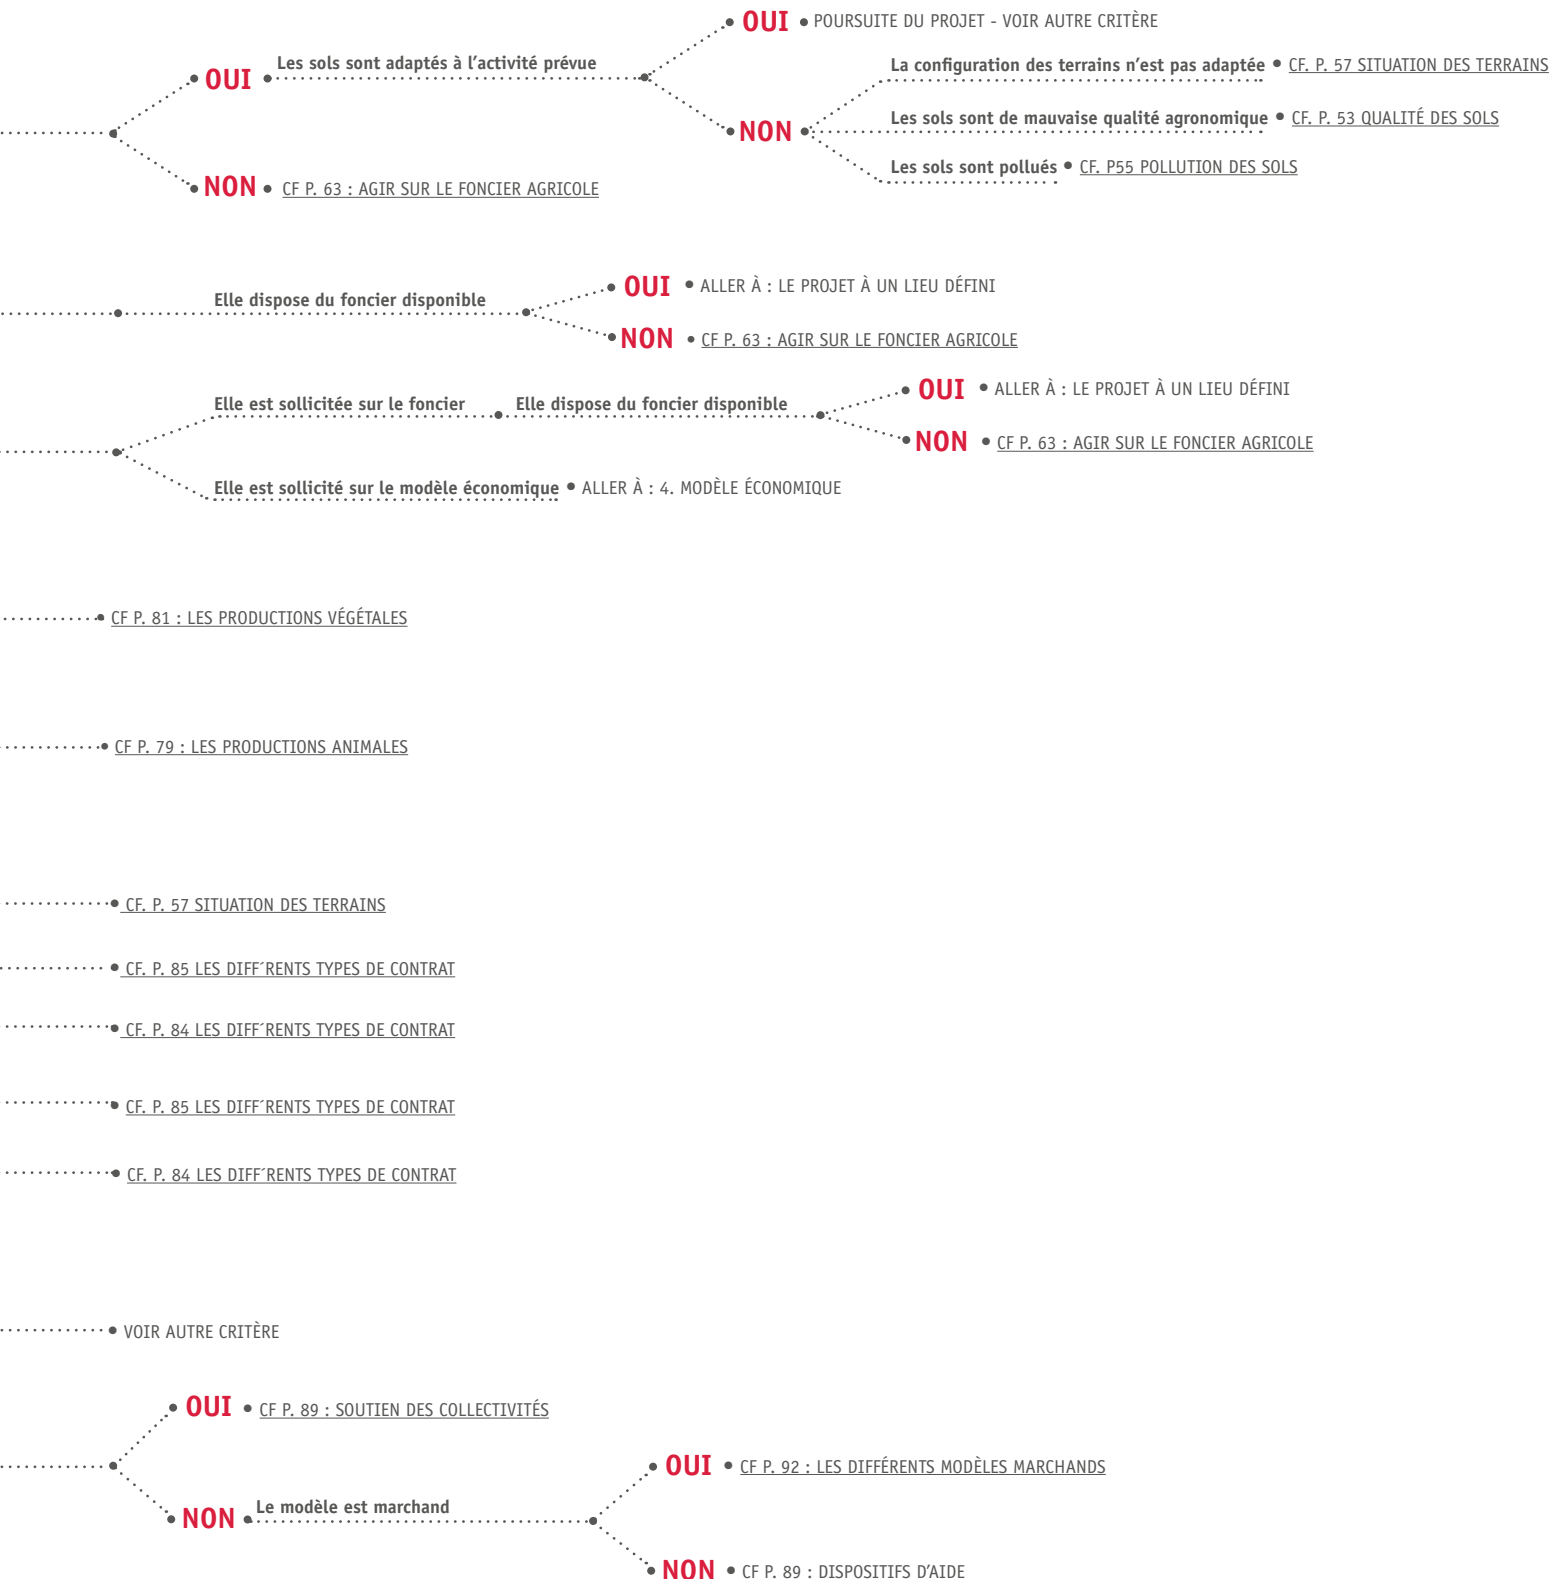 OUI POURSUITE DU PROJET - VOIR AUTRE CRITÈRE
OUI Les sols sont adaptés à l'activité prévue
La configuration des terrains n'est pas adaptée CF. P. 57 SITUATION DES TERRAINS
NON Les sols sont de mauvaise qualité agronomique CF. P. 53 QUALITÉ DES SOLS
Les sols sont pollués CF. P55 POLLUTION DES SOLS
NON CF P. 63 : AGIR SUR LE FONCIER AGRICOLE
Elle dispose du foncier disponible
OUI ALLER À : LE PROJET À UN LIEU DÉFINI
NON CF P. 63 : AGIR SUR LE FONCIER AGRICOLE
Elle est sollicitée sur le foncier Elle dispose du foncier disponible
OUI ALLER À : LE PROJET À UN LIEU DÉFINI
NON CF P. 63 : AGIR SUR LE FONCIER AGRICOLE
Elle est sollicité sur le modèle économique ALLER À : 4. MODÈLE ÉCONOMIQUE
CF P. 81 : LES PRODUCTIONS VÉGÉTALES
CF P. 79 : LES PRODUCTIONS ANIMALES
CF. P. 57 SITUATION DES TERRAINS
CF. P. 85 LES DIFF´RENTS TYPES DE CONTRAT
CF. P. 84 LES DIFF´RENTS TYPES DE CONTRAT
CF. P. 85 LES DIFF´RENTS TYPES DE CONTRAT
CF. P. 84 LES DIFF´RENTS TYPES DE CONTRAT
VOIR AUTRE CRITÈRE
OUI CF P. 89 : SOUTIEN DES COLLECTIVITÉS
NON Le modèle est marchand
OUI CF P. 92 : LES DIFFÉRENTS MODÈLES MARCHANDS
NON CF P. 89 : DISPOSITIFS D'AIDE